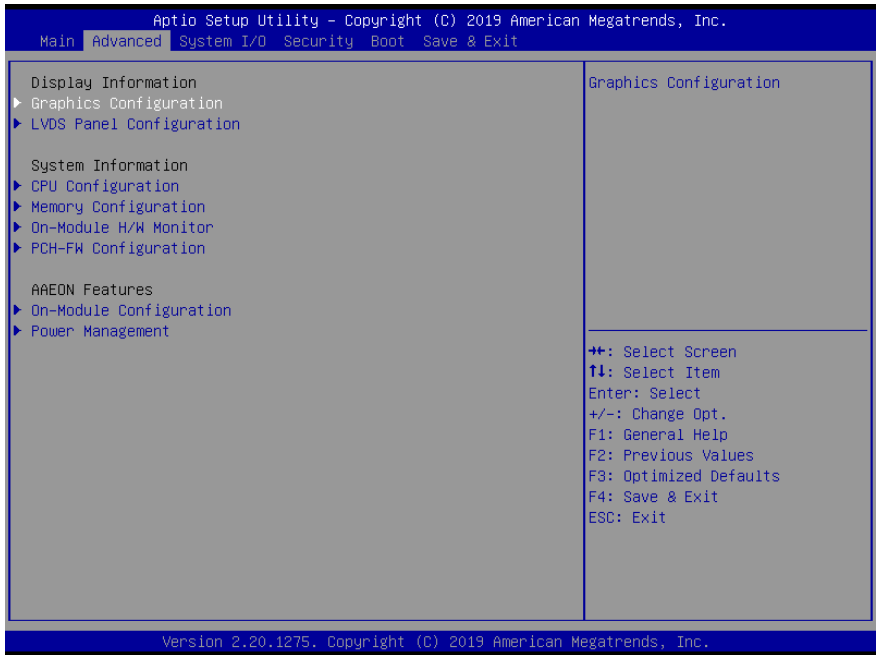 Aptio Setup Utility – Copyright (C) 2019 American Megatrends, Inc.
Main Advanced System I/O Security Boot Save & Exit
Display Information
Graphics Configuration
LVDS Panel Configuration
System Information
CPU Configuration
Memory Configuration
On-Module H/W Monitor
PCH-FW Configuration
AAEON Features
On-Module Configuration
Power Management
Graphics Configuration
→←: Select Screen
↑↓: Select Item
Enter: Select
+/-: Change Opt.
F1: General Help
F2: Previous Values
F3: Optimized Defaults
F4: Save & Exit
ESC: Exit
Version 2.20.1275. Copyright (C) 2019 American Megatrends, Inc.